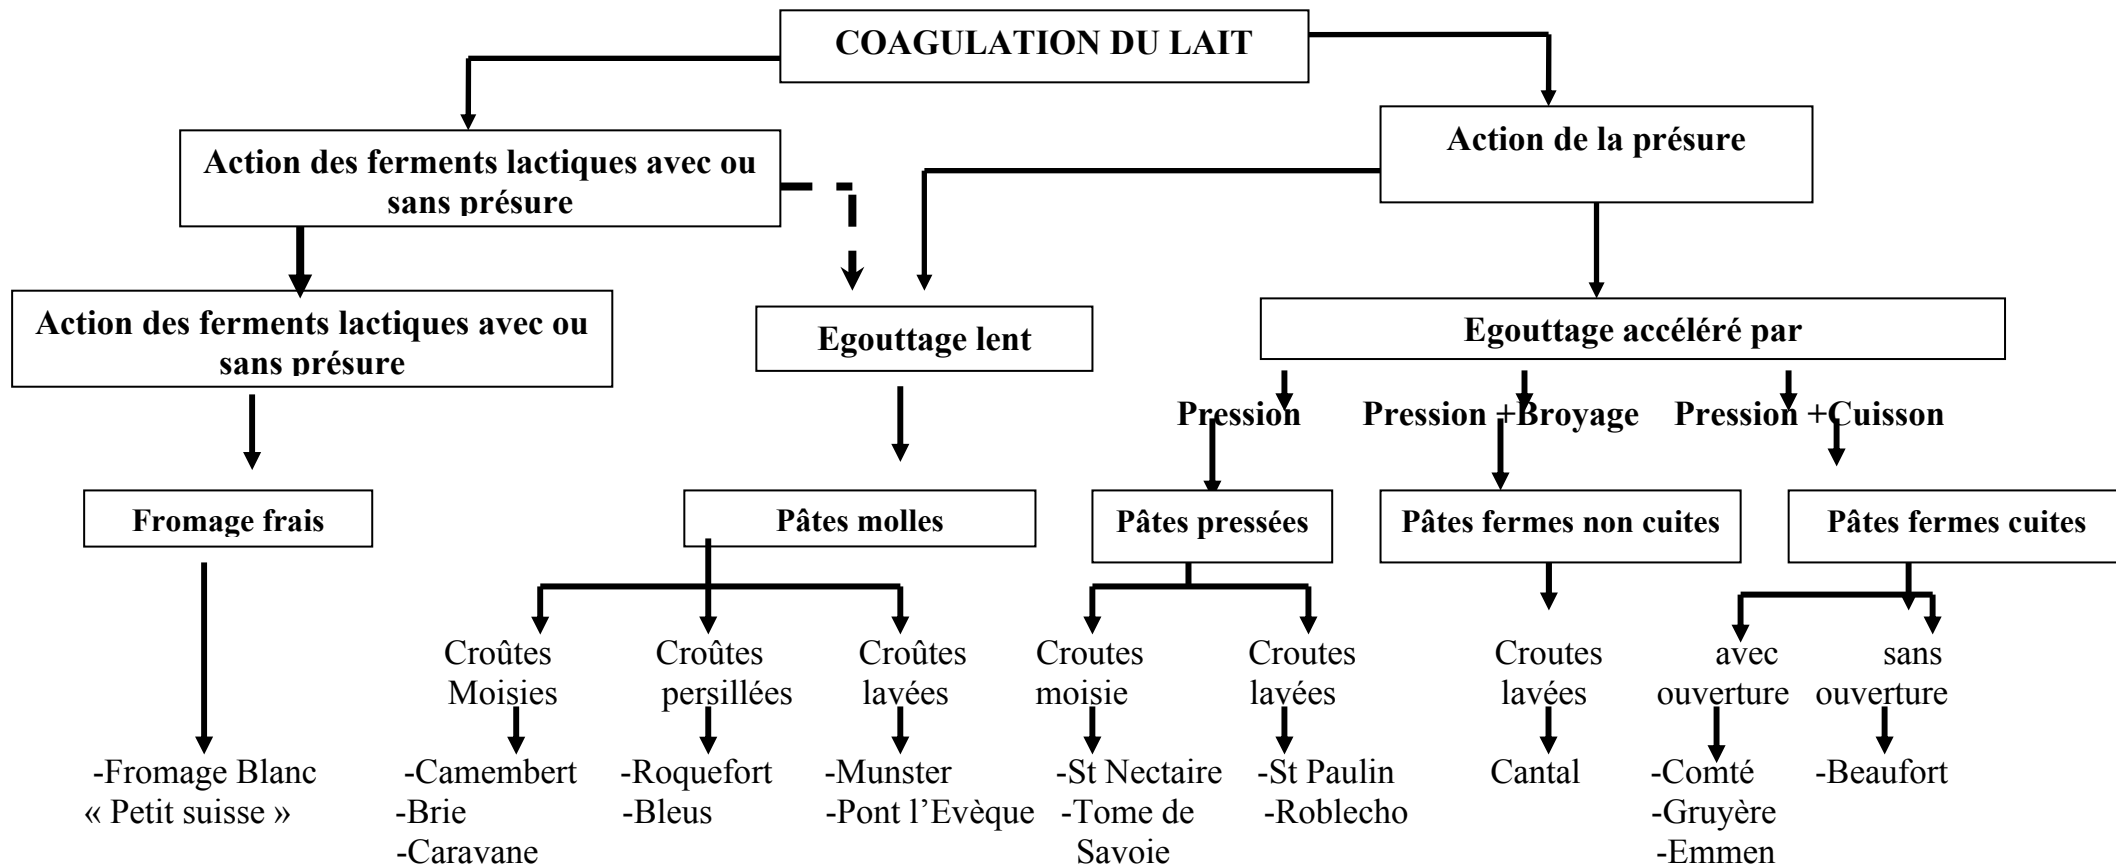 COAGULATION DU LAIT
Action de la présure
Action des ferments lactiques avec ou
sans présure
Action des ferments lactiques avec ou
sans présure
Egouttage lent
Egouttage accéléré par
Pression
Pression +Broyage
Pression +Cuisson
Fromage frais
Pâtes molles
Pâtes pressées
Pâtes fermes non cuites
Pâtes fermes cuites
Croûtes
Moisies
Croûtes
persillées
Croûtes
lavées
Croutes
moisie
Croutes
lavées
Croutes
lavées
avec
ouverture
sans
ouverture
-Fromage Blanc
« Petit suisse »
-Camembert
-Brie
-Caravane
-Roquefort
-Bleus
-Munster
-Pont l’Evèque
-St Nectaire
-Tome de
Savoie
-St Paulin
-Roblecho
Cantal
-Comté
-Gruyère
-Emmen
-Beaufort